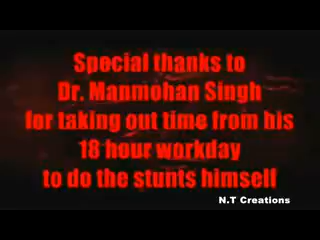 Special thanks to
Dr. Manmohan Singh
for taking out time from his
18 hour workday
to do the stunts himself
N.T Creations